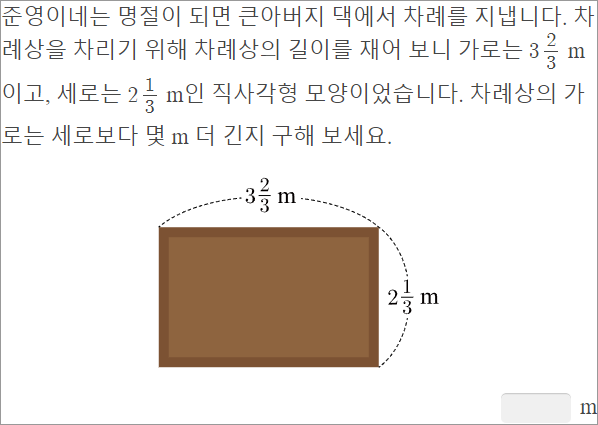 준영이네는 명절이 되면 큰아버지 댁에서 차례를 지냅니다. 차
례상을 차리기 위해 차례상의 길이를 재어 보니 가로는 3 2/3 m
이고, 세로는 2 1/3 m인 직사각형 모양이었습니다. 차례상의 가
로는 세로보다 몇 m 더 긴지 구해 보세요.
3 2/3 m
2 1/3 m
m